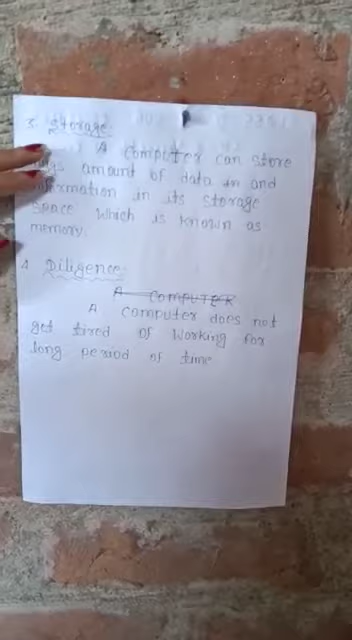 3. Storage:
A Computer can store
amount of data in and
in its storage
space which is known as
memory.
4 Diligence:
A COMPUTER
A computer does not
get tired of working for
long period of time